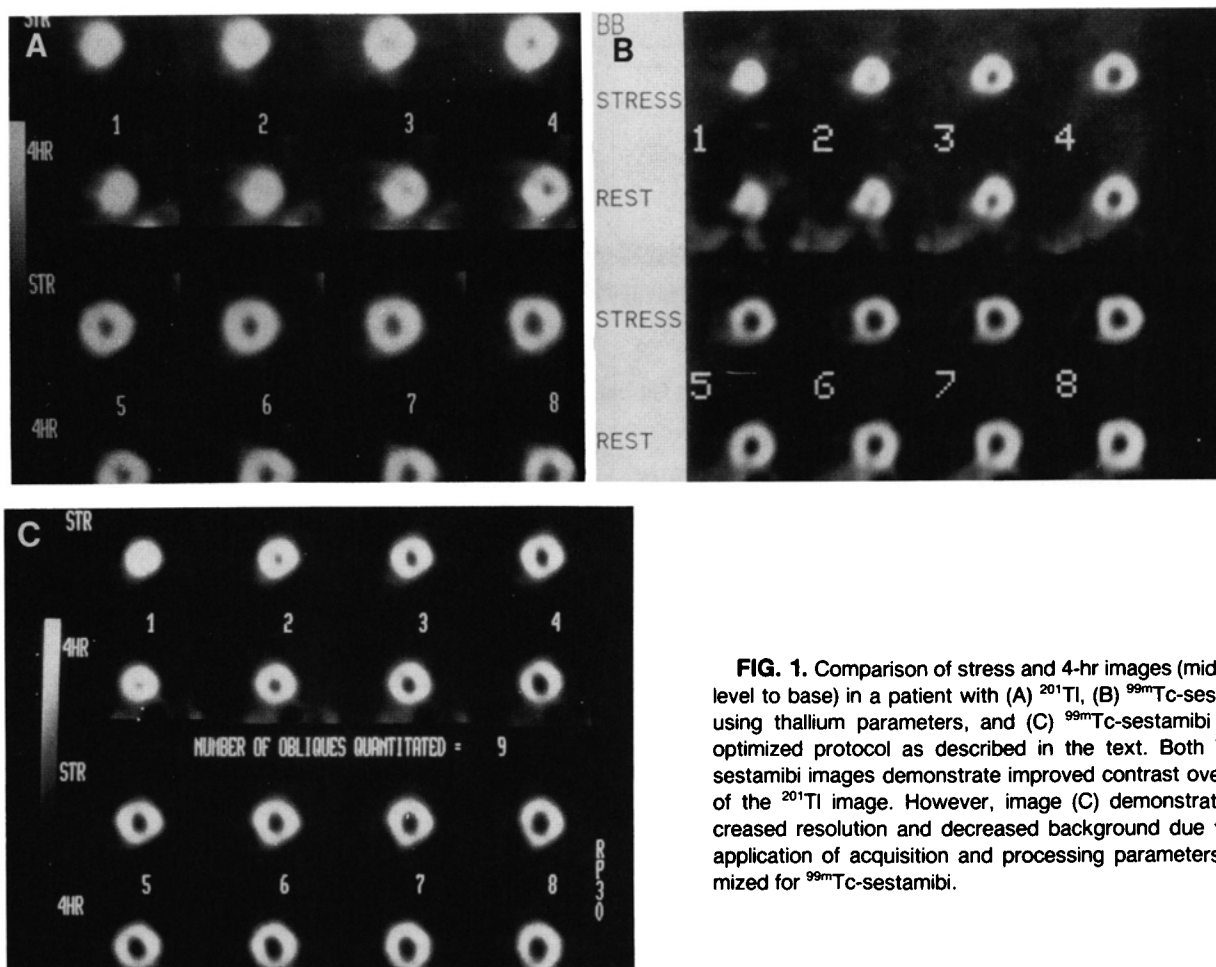 STR
A
1 2 3 4
4HR
STR
5 6 7 8
4HR
BB
B
STRESS
1 2 3 4
REST
STRESS
5 6 7 8
REST
C
STR
1 2 3 4
4HR
NUMBER OF OBLIQUES QUANTITATED = 9
STR
5 6 7 8
4HR
RP30
FIG. 1. Comparison of stress and 4-hr images (mid
level to base) in a patient with (A) ²⁰¹Tl, (B) ⁹⁹ᵐTc-ses
using thallium parameters, and (C) ⁹⁹ᵐTc-sestamibi
optimized protocol as described in the text. Both
sestamibi images demonstrate improved contrast ove
of the ²⁰¹Tl image. However, image (C) demonstrat
creased resolution and decreased background due
application of acquisition and processing parameters
mized for ⁹⁹ᵐTc-sestamibi.